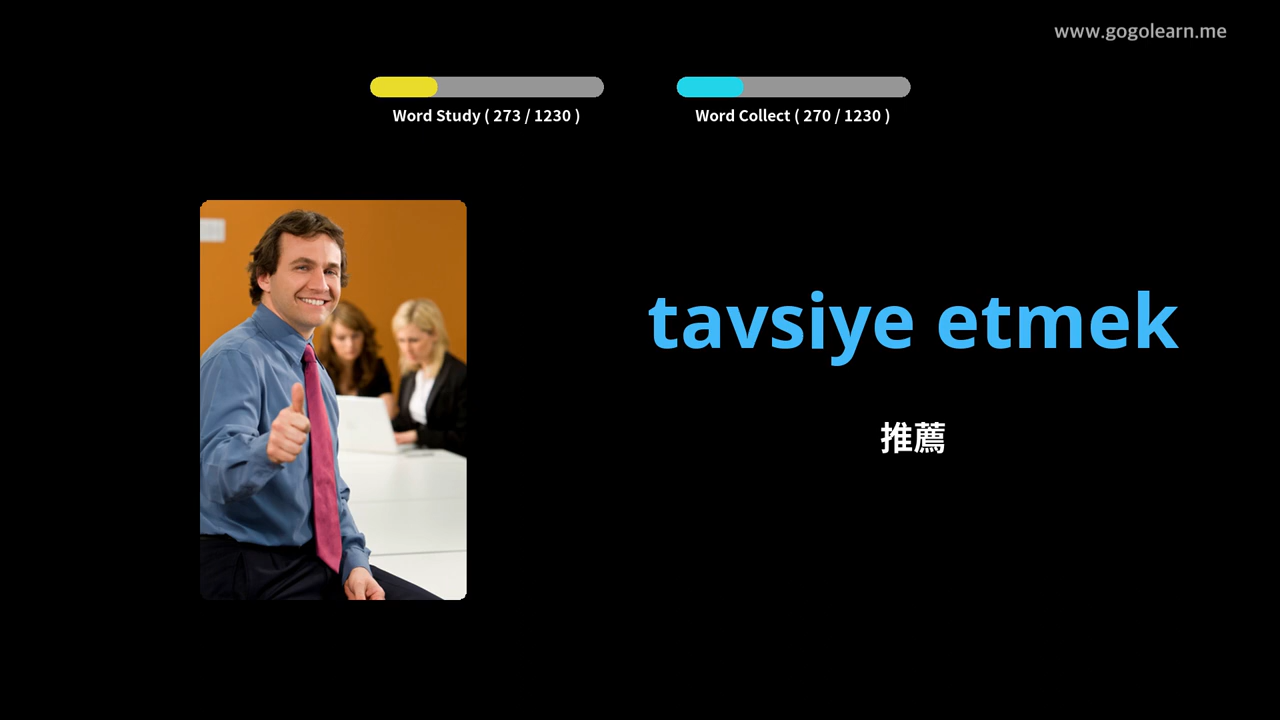 www.gogolearn.me
Word Study ( 273 / 1230 )
Word Collect ( 270 / 1230 )
tavsiye etmek
推薦